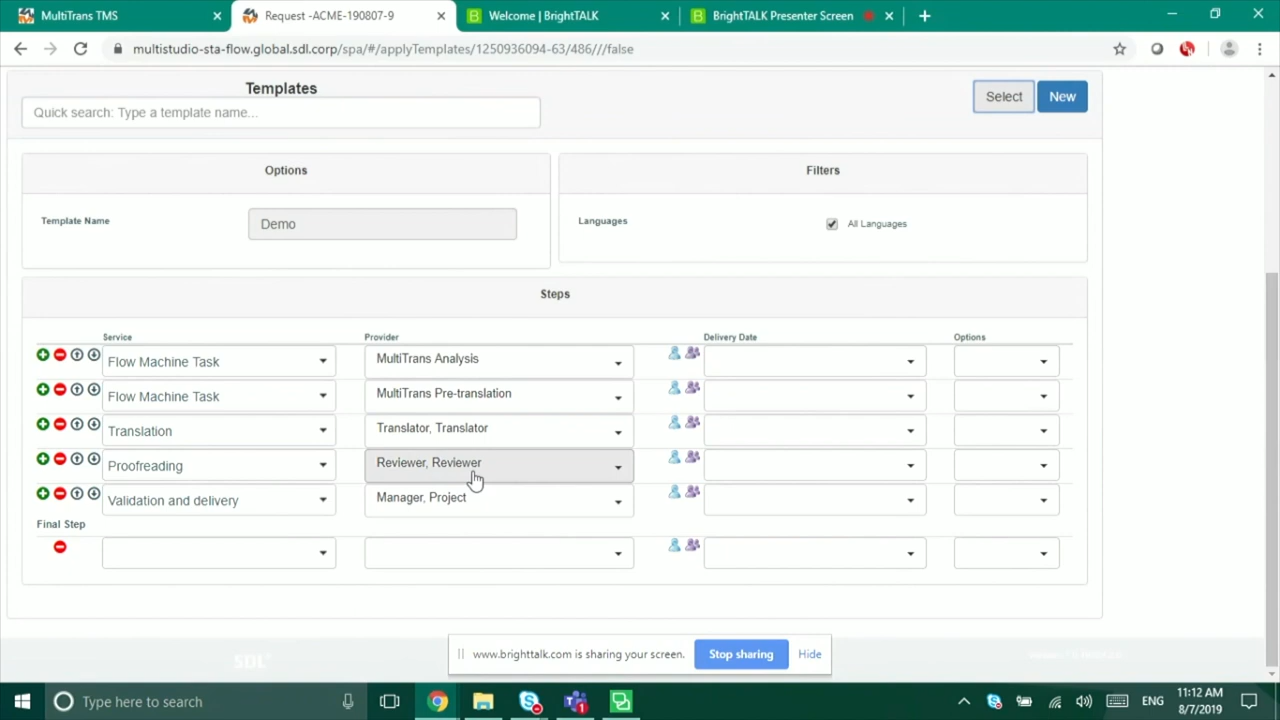 MultiTrans TMS
Request -ACME-190807-9
Welcome | BrightTALK
BrightTALK Presenter Screen
multistudio-sta-flow.global.sdl.corp/spa/#/applyTemplates/1250936094-63/486///false
Templates
Quick search: Type a template name...
Select
New
Options
Filters
Template Name
Demo
Languages
All Languages
Steps
Service
Provider
Delivery Date
Options
Flow Machine Task
MultiTrans Analysis
Flow Machine Task
MultiTrans Pre-translation
Translation
Translator, Translator
Proofreading
Reviewer, Reviewer
Validation and delivery
Manager, Project
Final Step
www.brighttalk.com is sharing your screen.
Stop sharing
Hide
SDL
Type here to search
ENG
11:12 AM
8/7/2019